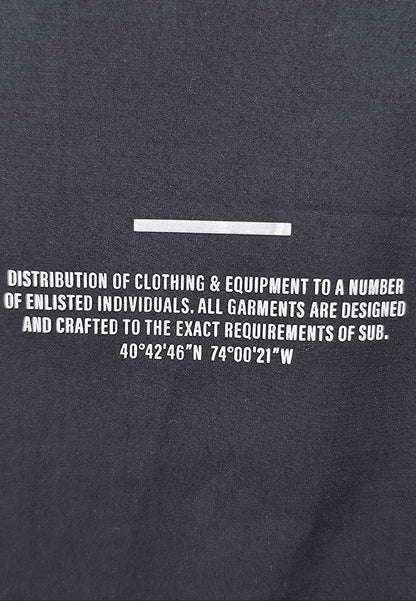 DISTRIBUTION OF CLOTHING & EQUIPMENT TO A NUMBER
OF ENLISTED INDIVIDUALS. ALL GARMENTS ARE DESIGNED
AND CRAFTED TO THE EXACT REQUIREMENTS OF SUB.
40°42'46"N 74°00'21"W